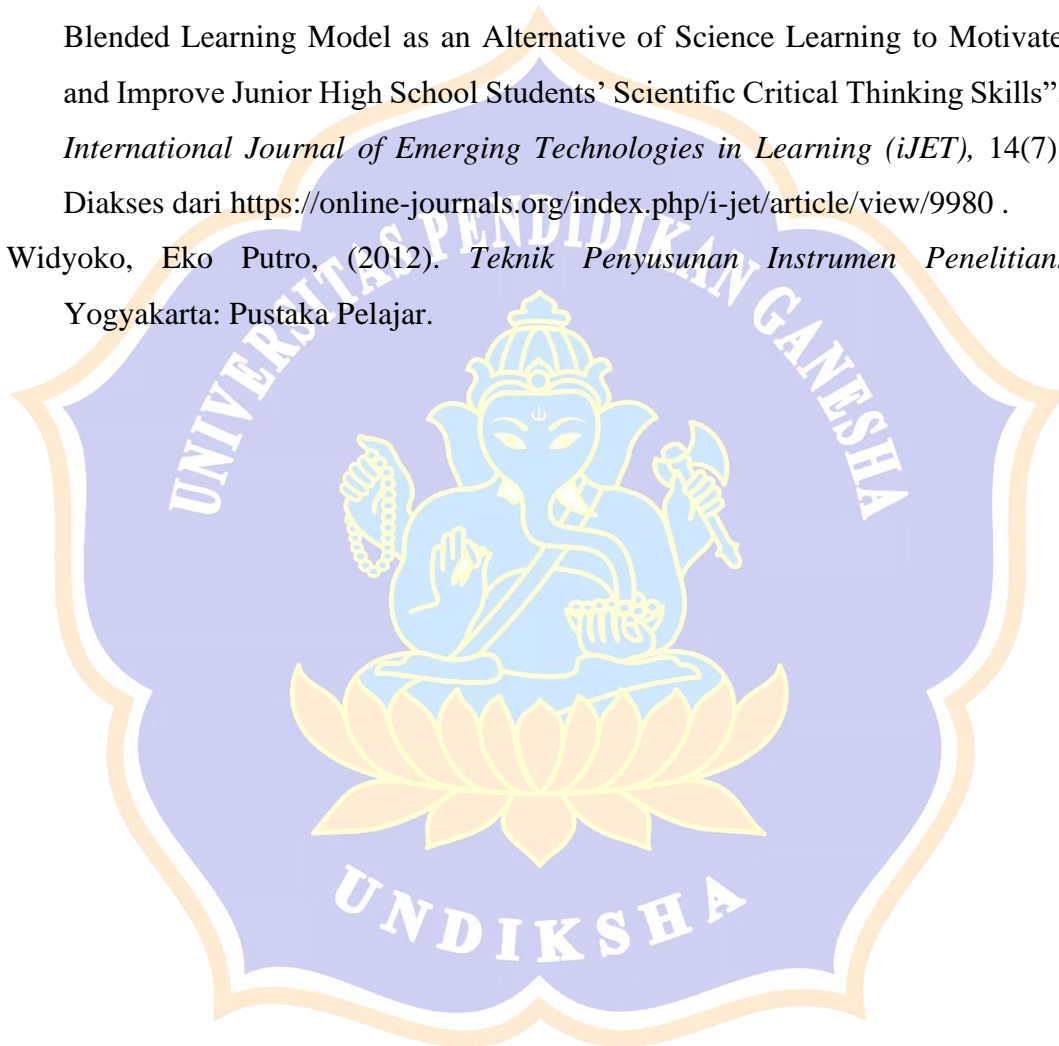 Blended Learning Model as an Alternative of Science Learning to Motivate
and Improve Junior High School Students’ Scientific Critical Thinking Skills”.
International Journal of Emerging Technologies in Learning (iJET), 14(7)
Diakses dari https://online-journals.org/index.php/i-jet/article/view/9980 .
Widyoko, Eko Putro, (2012). Teknik Penyusunan Instrumen Penelitian.
Yogyakarta: Pustaka Pelajar.
UNIVERSITAS PENDIDIKAN GANESHA
UNDIKSHA